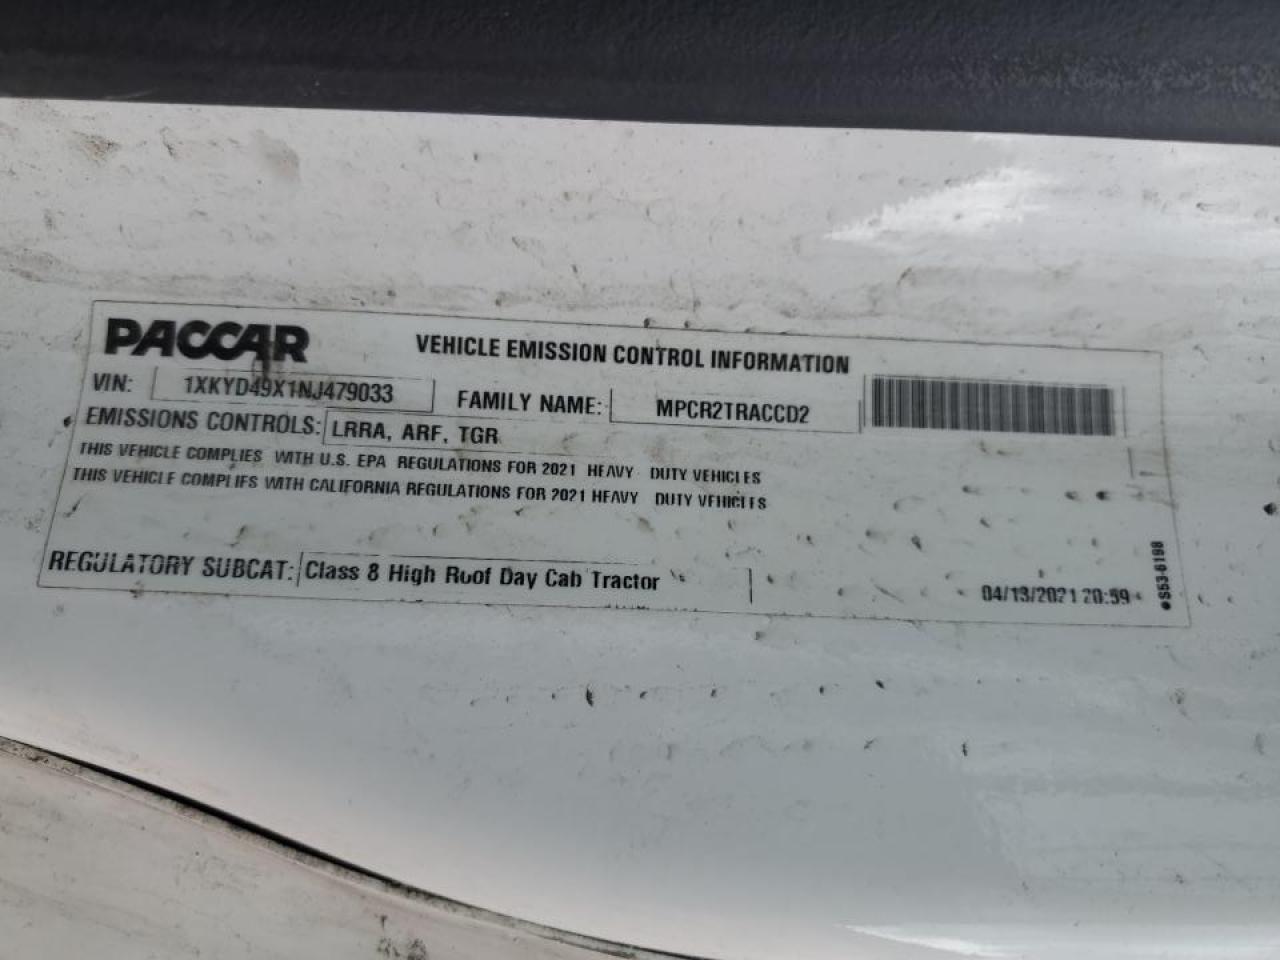 PACCAR VEHICLE EMISSION CONTROL INFORMATION
VIN: 1XKYD49X1NJ479033 FAMILY NAME: MPCR2TRACCD2
EMISSIONS CONTROLS: LRRA, ARF, TGR
THIS VEHICLE COMPLIES WITH U.S. EPA REGULATIONS FOR 2021 HEAVY DUTY VEHICLES
THIS VEHICLE COMPLIES WITH CALIFORNIA REGULATIONS FOR 2021 HEAVY DUTY VEHICLES
REGULATORY SUBCAT: Class 8 High Roof Day Cab Tractor
04/13/2021 20:59
S53-6198